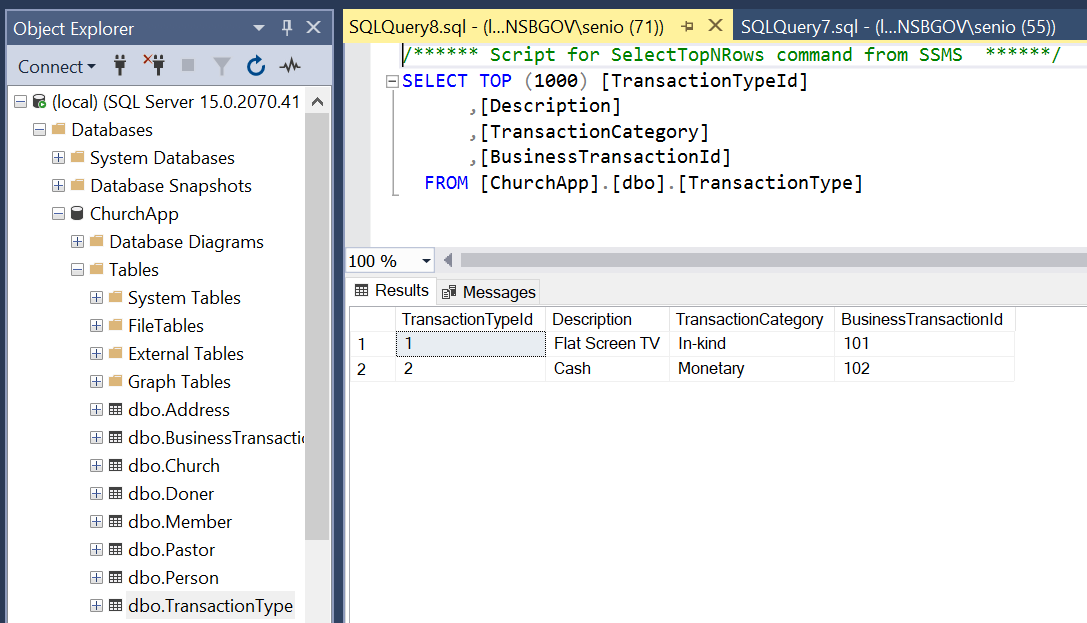 Object Explorer
Connect
(local) (SQL Server 15.0.2070.41
Databases
System Databases
Database Snapshots
ChurchApp
Database Diagrams
Tables
System Tables
FileTables
External Tables
Graph Tables
dbo.Address
dbo.BusinessTransactio
dbo.Church
dbo.Doner
dbo.Member
dbo.Pastor
dbo.Person
dbo.TransactionType
SQLQuery8.sql - (l...NSBGOV\senio (71))
SQLQuery7.sql - (l...NSBGOV\senio (55))
/****** Script for SelectTopNRows command from SSMS ******/
SELECT TOP (1000) [TransactionTypeId]
,[Description]
,[TransactionCategory]
,[BusinessTransactionId]
FROM [ChurchApp].[dbo].[TransactionType]
100 %
Results Messages
TransactionTypeId Description TransactionCategory BusinessTransactionId
1 1 Flat Screen TV In-kind 101
2 2 Cash Monetary 102